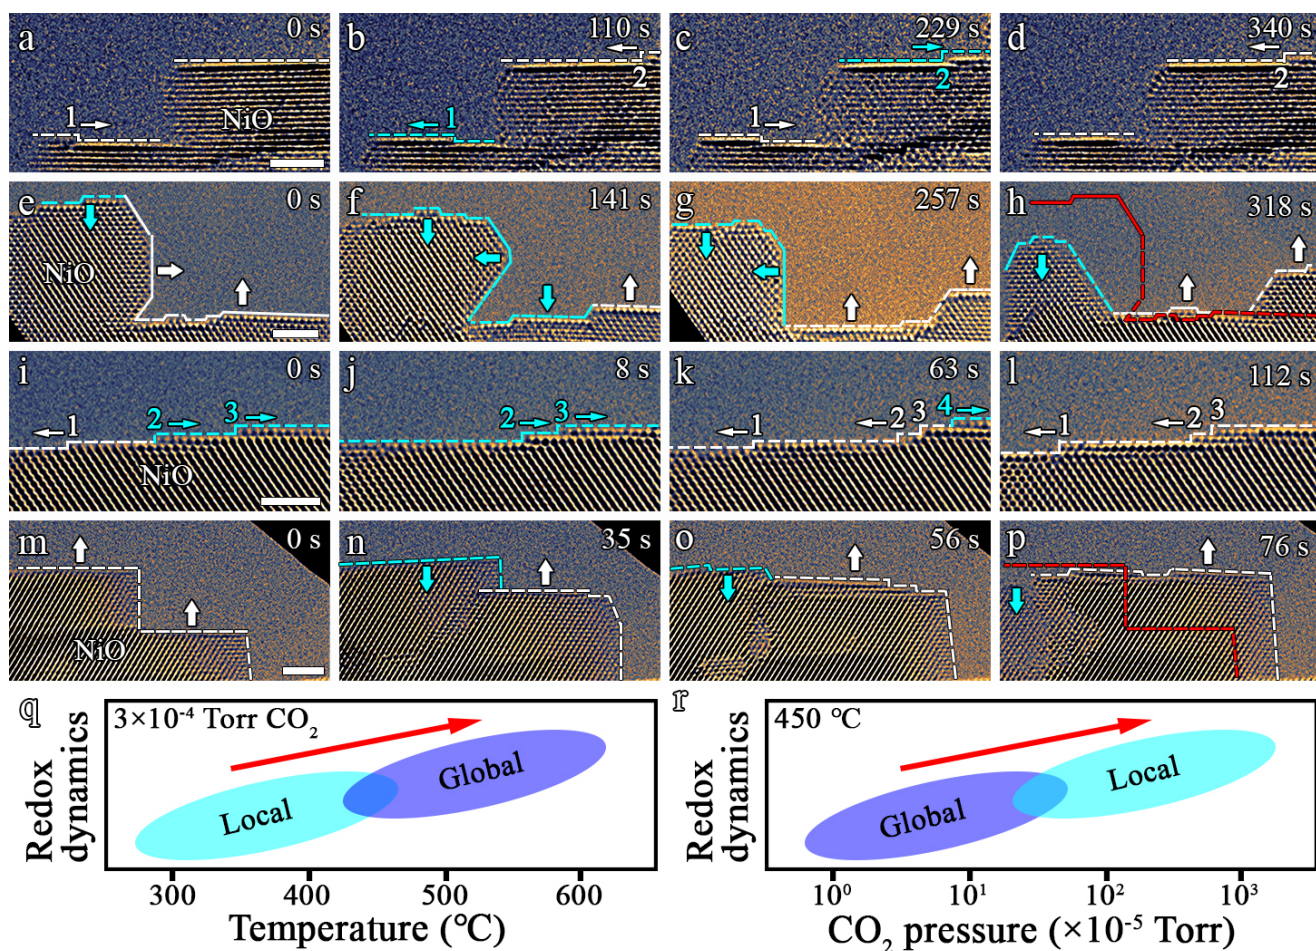 a 0 s b 110 s c 229 s d 340 s
2 2 2
1 NiO 1 1
e 0 s f 141 s g 257 s h 318 s
NiO
i 0 s j 8 s k 63 s l 112 s
1 2 3 2 3 1 2 3 4 1 2 3
NiO
m 0 s n 35 s o 56 s p 76 s
NiO
q 3×10⁻⁴ Torr CO₂
Redox dynamics
Local
Global
300 400 500 600
Temperature (℃)
r 450 ℃
Redox dynamics
Global
Local
10⁰ 10¹ 10² 10³
CO₂ pressure (×10⁻⁵ Torr)